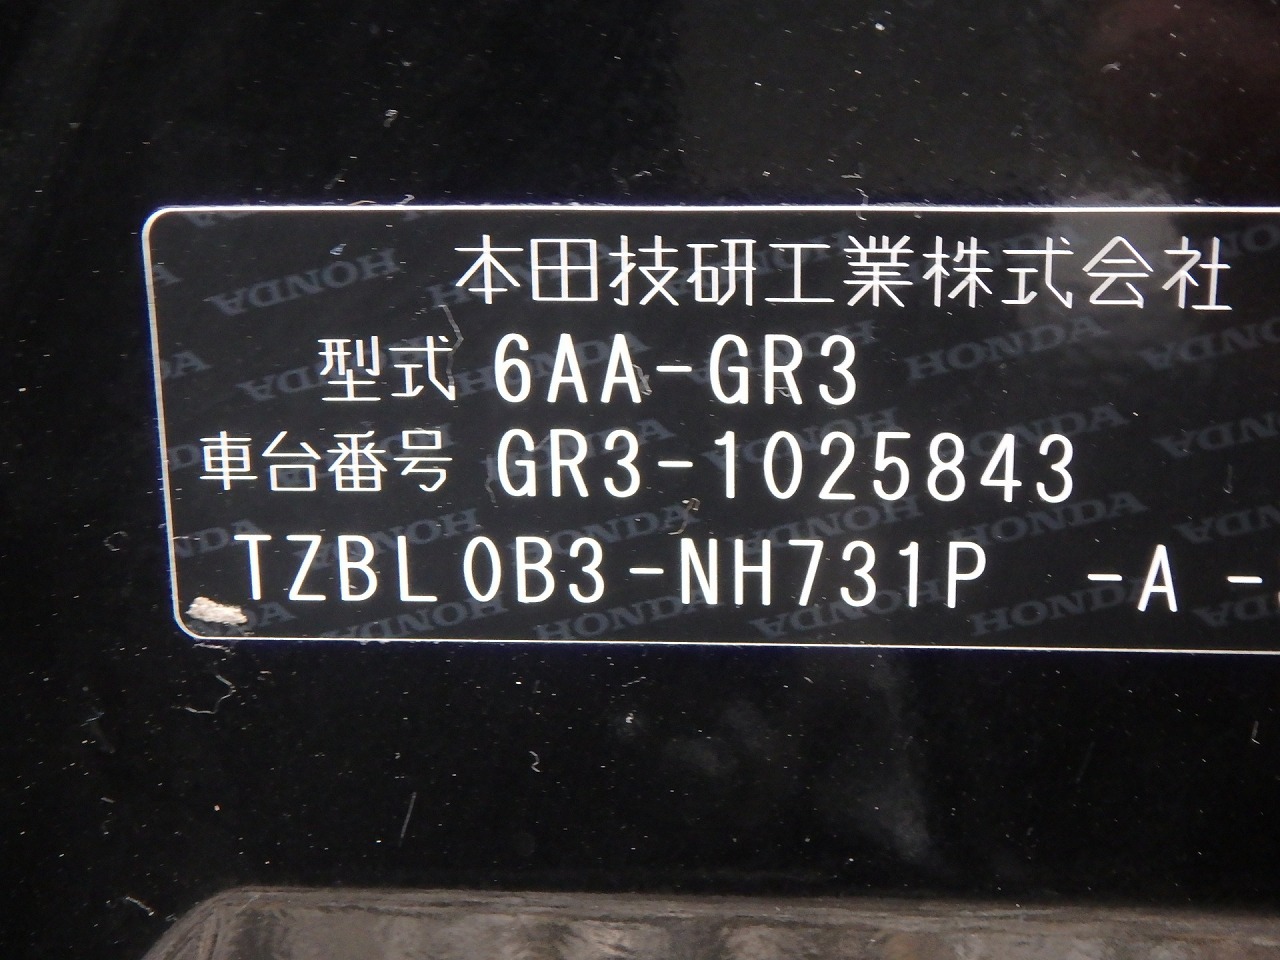 本田技研工業株式会社
型式 6AA-GR3
車台番号 GR3-1025843
TZBL0B3-NH731P -A -